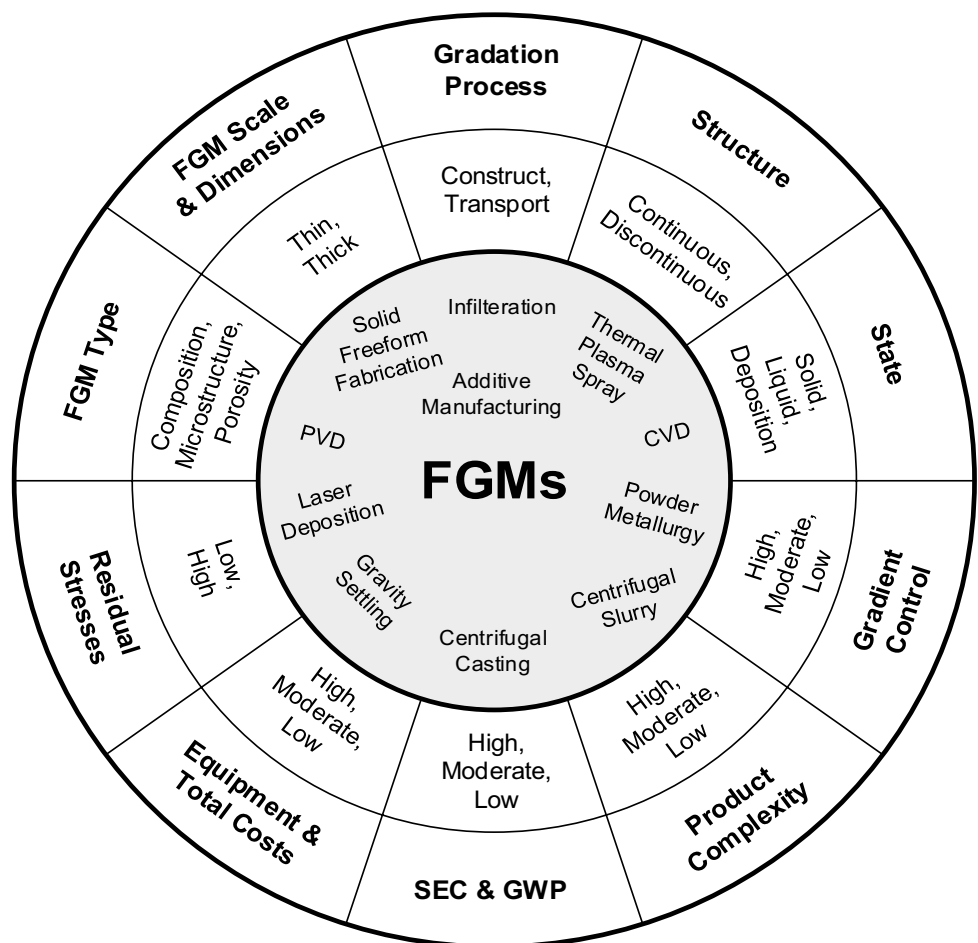 Gradation
Process
Structure
State
Gradient
Control
Product
Complexity
SEC & GWP
Equipment &
Total Costs
Residual
Stresses
FGM Type
FGM Scale
& Dimensions
Construct,
Transport
Continuous,
Discontinuous
Solid,
Liquid,
Deposition
High,
Moderate,
Low
High,
Moderate,
Low
High,
Moderate,
Low
High,
Moderate,
Low
Low,
High
Composition,
Microstructure,
Porosity
Thin,
Thick
Infilteration
Thermal
Plasma
Spray
CVD
Powder
Metallurgy
Centrifugal
Slurry
Centrifugal
Casting
Gravity
Settling
Laser
Deposition
PVD
Solid
Freeform
Fabrication
Additive
Manufacturing
FGMs